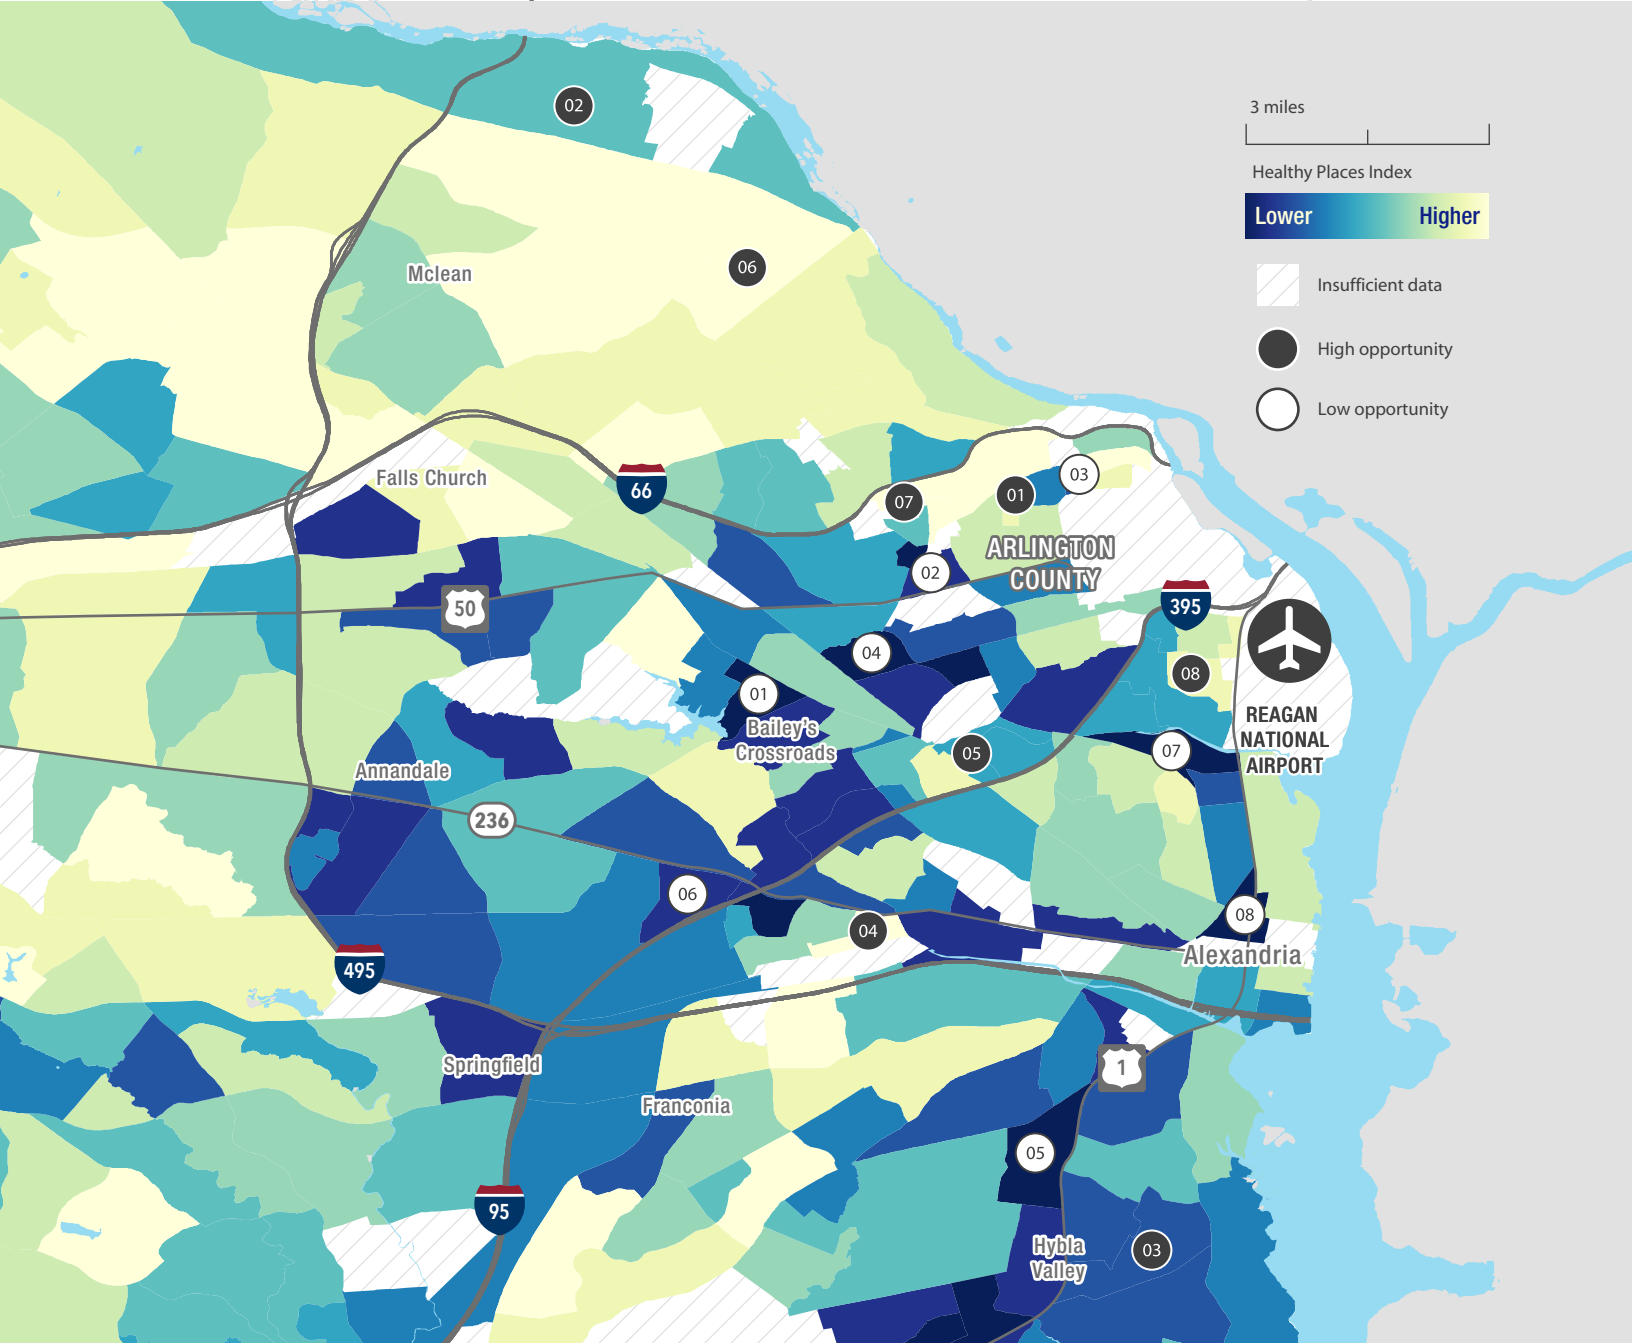 02
3 miles
Healthy Places Index
Lower
Higher
06
Mclean
Insufficient data
High opportunity
Low opportunity
Falls Church
66
07
01
03
ARLINGTON
COUNTY
02
50
395
04
08
01
REAGAN
NATIONAL
AIRPORT
Bailey's
Crossroads
05
07
Annandale
236
06
04
08
Alexandria
495
Springfield
1
Franconia
05
95
Hybla
Valley
03